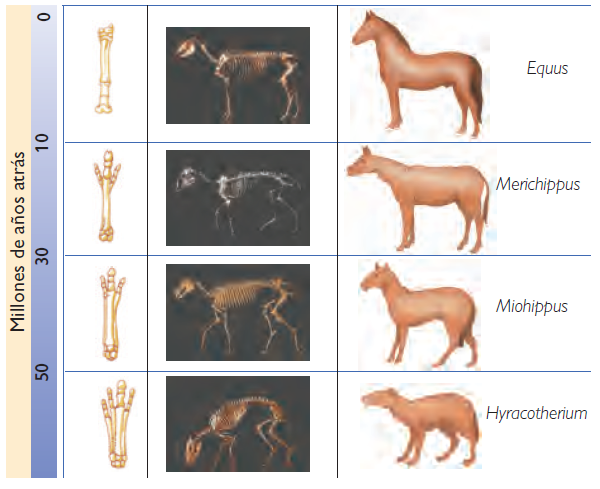 Millones de años atrás
0
Equus
10
Merichippus
30
Miohippus
50
Hyracotherium